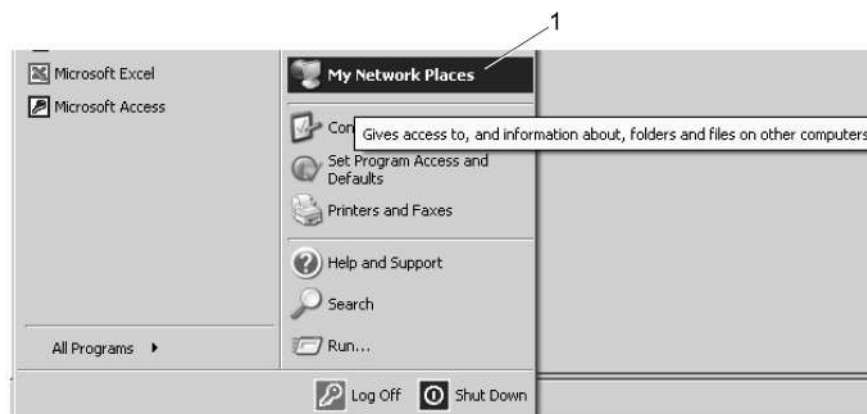 1
Microsoft Excel
Microsoft Access
All Programs
My Network Places
Con
Gives access to, and information about, folders and files on other computers
Set Program Access and
Defaults
Printers and Faxes
Help and Support
Search
Run...
Log Off
Shut Down